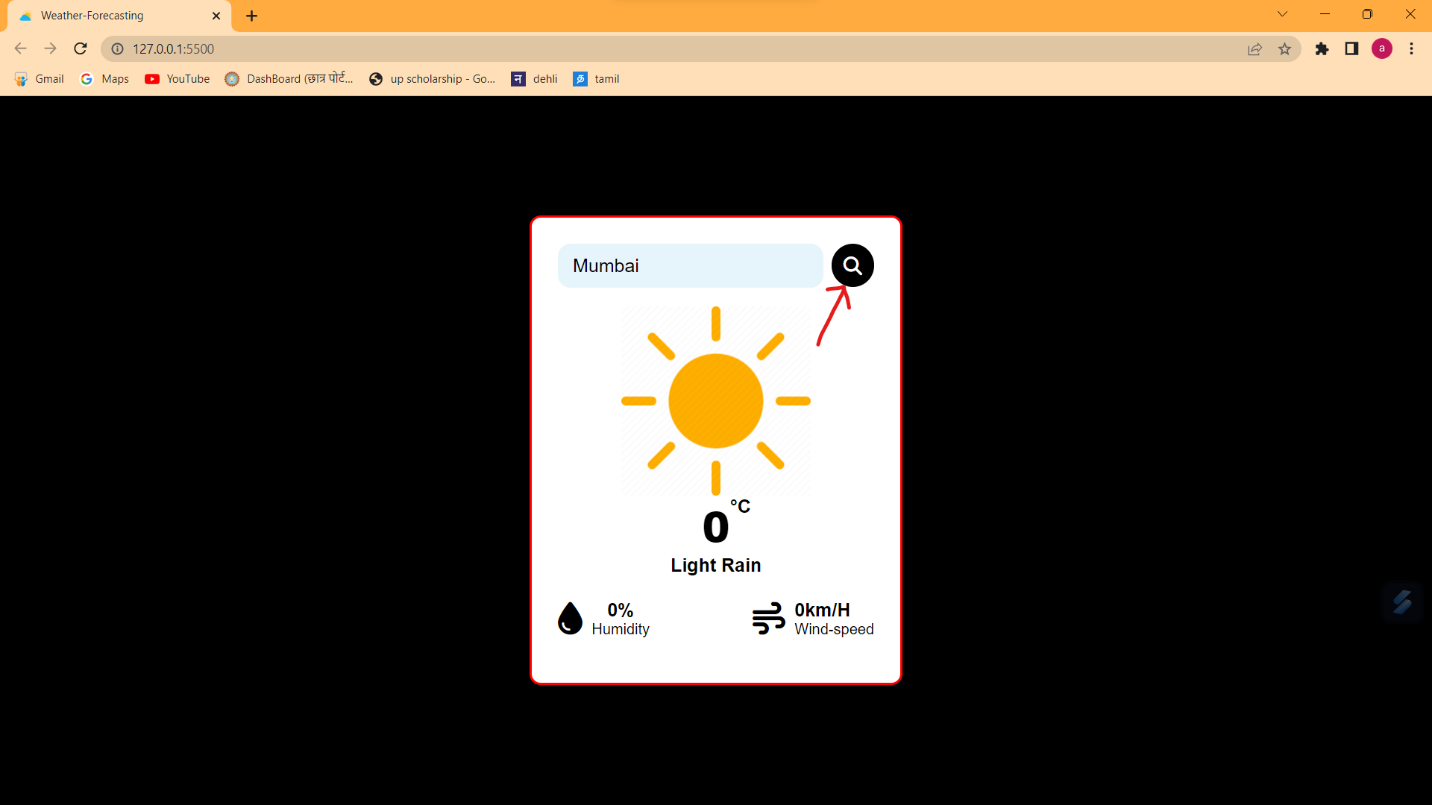 Weather-Forecasting
127.0.0.1:5500
a
Gmail
Maps
YouTube
DashBoard (छात्र पोर्ट...
up scholarship - Go...
dehli
tamil
Mumbai
0°C
Light Rain
0%
Humidity
0km/H
Wind-speed